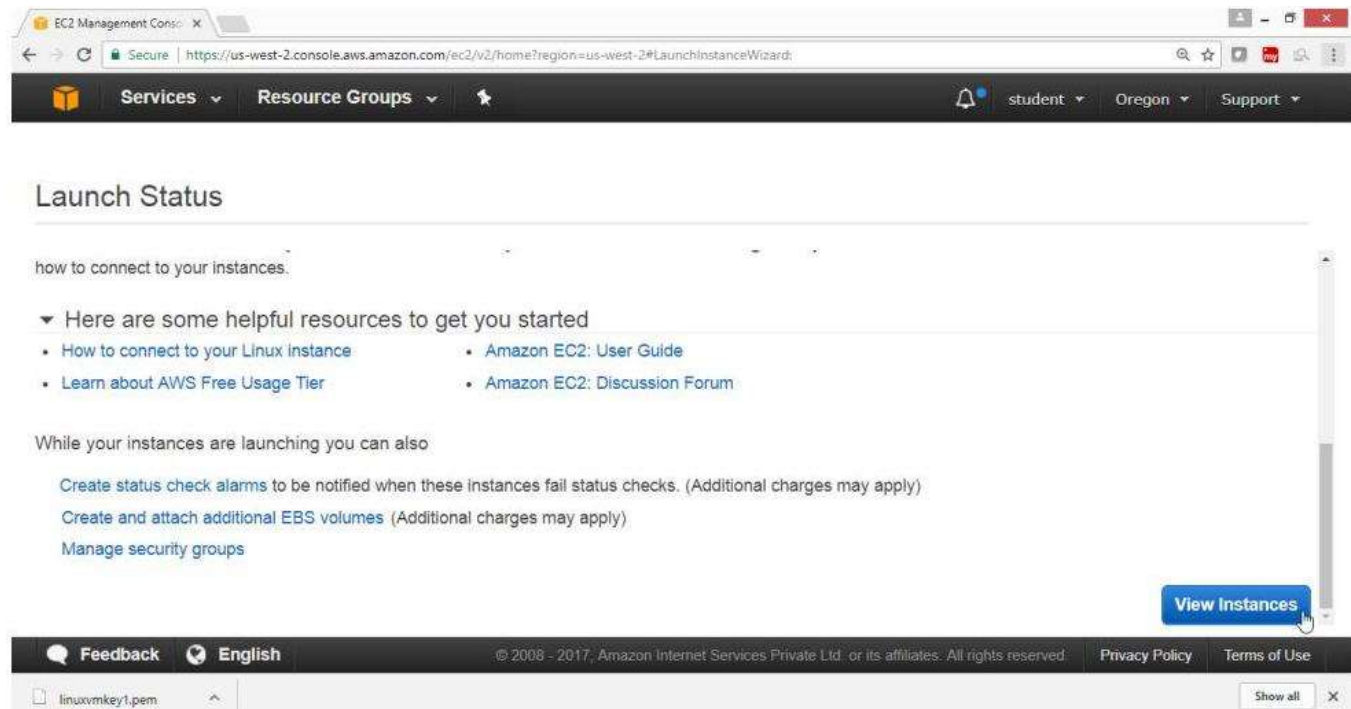 EC2 Management Conso
Secure https://us-west-2.console.aws.amazon.com/ec2/v2/home?region=us-west-2#LaunchInstanceWizard:
Services Resource Groups student Oregon Support
Launch Status
how to connect to your instances.
Here are some helpful resources to get you started
• How to connect to your Linux instance • Amazon EC2: User Guide
• Learn about AWS Free Usage Tier • Amazon EC2: Discussion Forum
While your instances are launching you can also
Create status check alarms to be notified when these instances fail status checks. (Additional charges may apply)
Create and attach additional EBS volumes (Additional charges may apply)
Manage security groups
View Instances
Feedback English © 2008 - 2017, Amazon Internet Services Private Ltd. or its affiliates. All rights reserved. Privacy Policy Terms of Use
linuxvmkey1.pem Show all